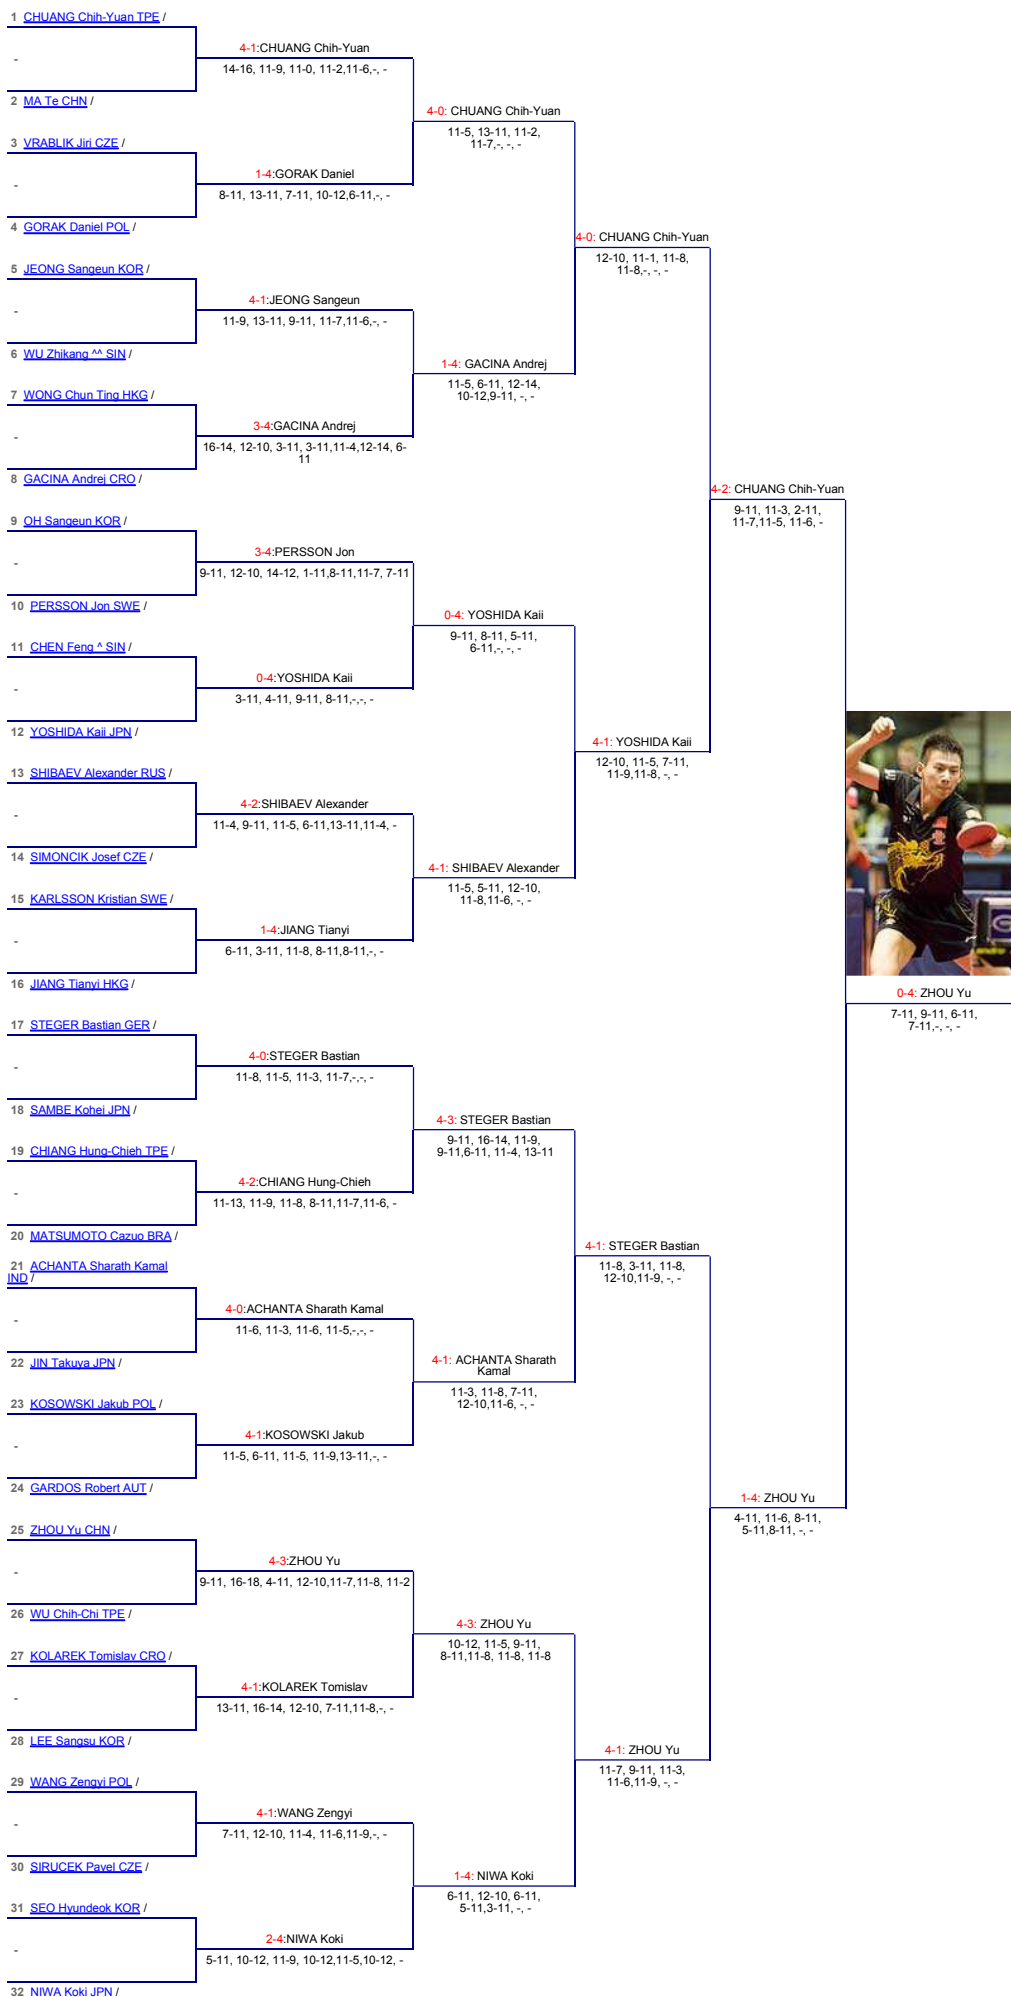 1 CHUANG Chih-Yuan TPE /
4-1:CHUANG Chih-Yuan
-
14-16, 11-9, 11-0, 11-2,11-6,-, -
2 MA Te CHN /
4-0: CHUANG Chih-Yuan
11-5, 13-11, 11-2,
11-7,-, -, -
3 VRABLIK Jiri CZE /
1-4:GORAK Daniel
-
8-11, 13-11, 7-11, 10-12,6-11,-, -
4 GORAK Daniel POL /
4-0: CHUANG Chih-Yuan
12-10, 11-1, 11-8,
11-8,-, -, -
5 JEONG Sangeun KOR /
4-1:JEONG Sangeun
-
11-9, 13-11, 9-11, 11-7,11-6,-, -
6 WU Zhikang ^^ SIN /
1-4: GACINA Andrej
11-5, 6-11, 12-14,
10-12,9-11, -, -
7 WONG Chun Ting HKG /
3-4:GACINA Andrej
-
16-14, 12-10, 3-11, 3-11,11-4,12-14, 6-
11
8 GACINA Andrej CRO /
4-2: CHUANG Chih-Yuan
9-11, 11-3, 2-11,
11-7,11-5, 11-6, -
9 OH Sangeun KOR /
3-4:PERSSON Jon
-
9-11, 12-10, 14-12, 1-11,8-11,11-7, 7-11
10 PERSSON Jon SWE /
0-4: YOSHIDA Kaii
9-11, 8-11, 5-11,
6-11,-, -, -
11 CHEN Feng ^ SIN /
0-4:YOSHIDA Kaii
-
3-11, 4-11, 9-11, 8-11,-,-, -
12 YOSHIDA Kaii JPN /
4-1: YOSHIDA Kaii
12-10, 11-5, 7-11,
11-9,11-8, -, -
13 SHIBAEV Alexander RUS /
4-2:SHIBAEV Alexander
-
11-4, 9-11, 11-5, 6-11,13-11,11-4, -
14 SIMONCIK Josef CZE /
4-1: SHIBAEV Alexander
11-5, 5-11, 12-10,
11-8,11-6, -, -
15 KARLSSON Kristian SWE /
1-4:JIANG Tianyi
-
6-11, 3-11, 11-8, 8-11,8-11,-, -
16 JIANG Tianyi HKG /
0-4: ZHOU Yu
7-11, 9-11, 6-11,
7-11,-, -, -
17 STEGER Bastian GER /
4-0:STEGER Bastian
-
11-8, 11-5, 11-3, 11-7,-,-, -
18 SAMBE Kohei JPN /
4-3: STEGER Bastian
9-11, 16-14, 11-9,
9-11,6-11, 11-4, 13-11
19 CHIANG Hung-Chieh TPE /
4-2:CHIANG Hung-Chieh
-
11-13, 11-9, 11-8, 8-11,11-7,11-6, -
20 MATSUMOTO Cazuo BRA /
4-1: STEGER Bastian
11-8, 3-11, 11-8,
12-10,11-9, -, -
21 ACHANTA Sharath Kamal
IND /
4-0:ACHANTA Sharath Kamal
-
11-6, 11-3, 11-6, 11-5,-,-, -
22 JIN Takuya JPN /
4-1: ACHANTA Sharath
Kamal
11-3, 11-8, 7-11,
12-10,11-6, -, -
23 KOSOWSKI Jakub POL /
4-1:KOSOWSKI Jakub
-
11-5, 6-11, 11-5, 11-9,13-11,-, -
24 GARDOS Robert AUT /
1-4: ZHOU Yu
4-11, 11-6, 8-11,
5-11,8-11, -, -
25 ZHOU Yu CHN /
4-3:ZHOU Yu
-
9-11, 16-18, 4-11, 12-10,11-7,11-8, 11-2
26 WU Chih-Chi TPE /
4-3: ZHOU Yu
10-12, 11-5, 9-11,
8-11,11-8, 11-8, 11-8
27 KOLAREK Tomislav CRO /
4-1:KOLAREK Tomislav
-
13-11, 16-14, 12-10, 7-11,11-8,-, -
28 LEE Sangsu KOR /
4-1: ZHOU Yu
11-7, 9-11, 11-3,
11-6,11-9, -, -
29 WANG Zengyi POL /
4-1:WANG Zengyi
-
7-11, 12-10, 11-4, 11-6,11-9,-, -
30 SIRUCEK Pavel CZE /
1-4: NIWA Koki
6-11, 12-10, 6-11,
5-11,3-11, -, -
31 SEO Hyundeok KOR /
2-4:NIWA Koki
-
5-11, 10-12, 11-9, 10-12,11-5,10-12, -
32 NIWA Koki JPN /